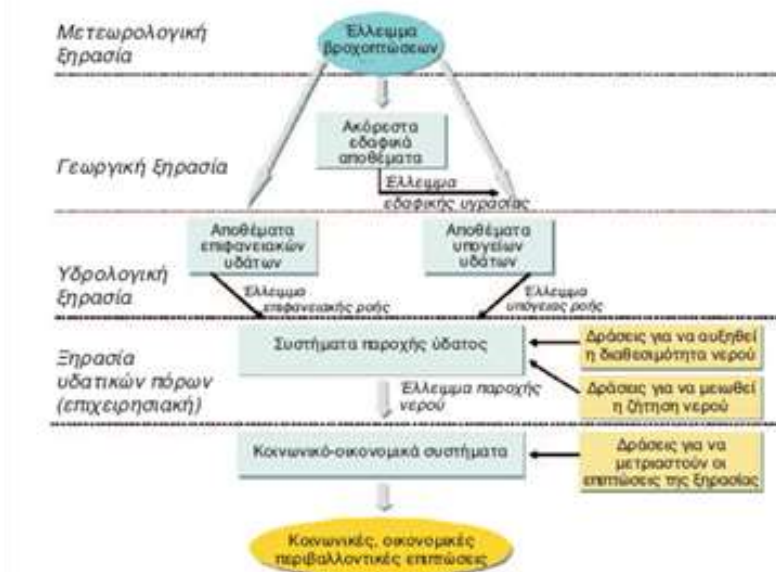 Μετεωρολογική
ξηρασία
Έλλειμμα
βροχοπτώσεων
Ακόρεστα
εδαφικά
αποθέματα
Γεωργική ξηρασία
Έλλειμμα
εδαφικής υγρασίας
Αποθέματα
επιφανειακών
υδάτων
Αποθέματα
υπογείων
υδάτων
Υδρολογική
ξηρασία
Έλλειμμα
επιφανειακής ροής
Έλλειμμα
υπόγειας ροής
Συστήματα παροχής ύδατος
Δράσεις για να αυξηθεί
η διαθεσιμότητα νερού
Ξηρασία
υδατικών πόρων
(επιχειρησιακή)
Έλλειμμα παροχής
νερού
Δράσεις για να μειωθεί
η ζήτηση νερού
Κοινωνικό-οικονομικά συστήματα
Δράσεις για να
μετριαστούν οι
επιπτώσεις της ξηρασίας
Κοινωνικές, οικονομικές
περιβαλλοντικές επιπτώσεις